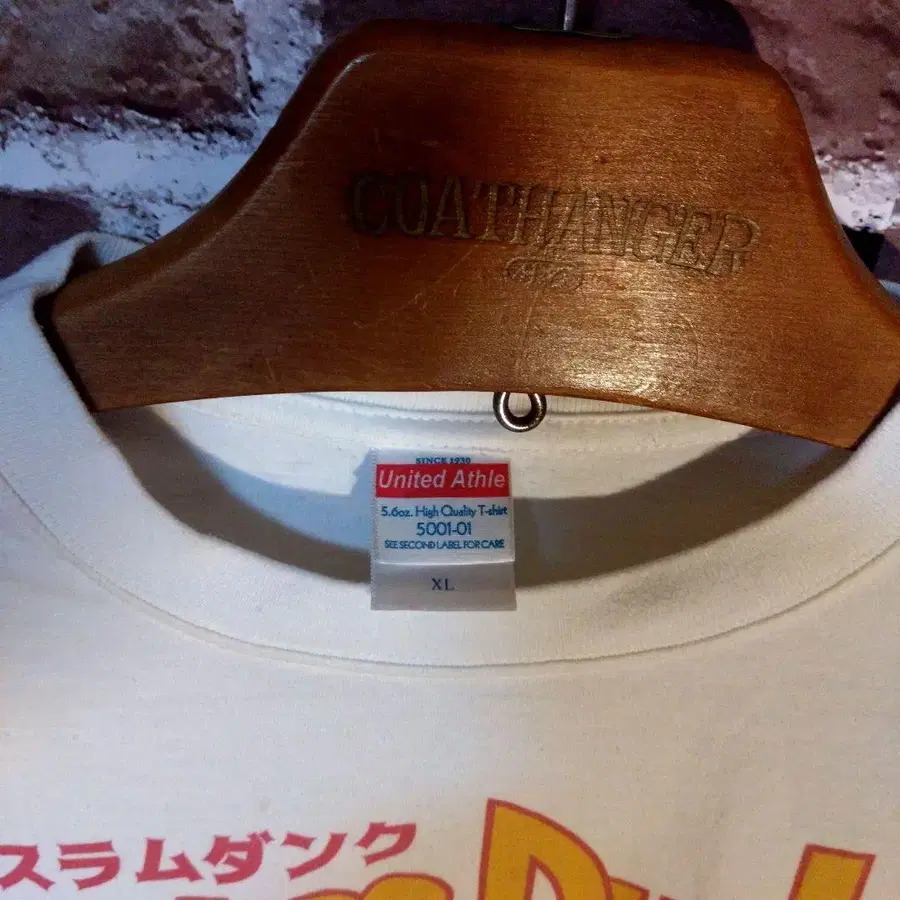 COATHANGER
SINCE 1930
United Athle
5.6oz. High Quality T-shirt
5001-01
SEE SECOND LABEL FOR CARE
XL
スラムダンク